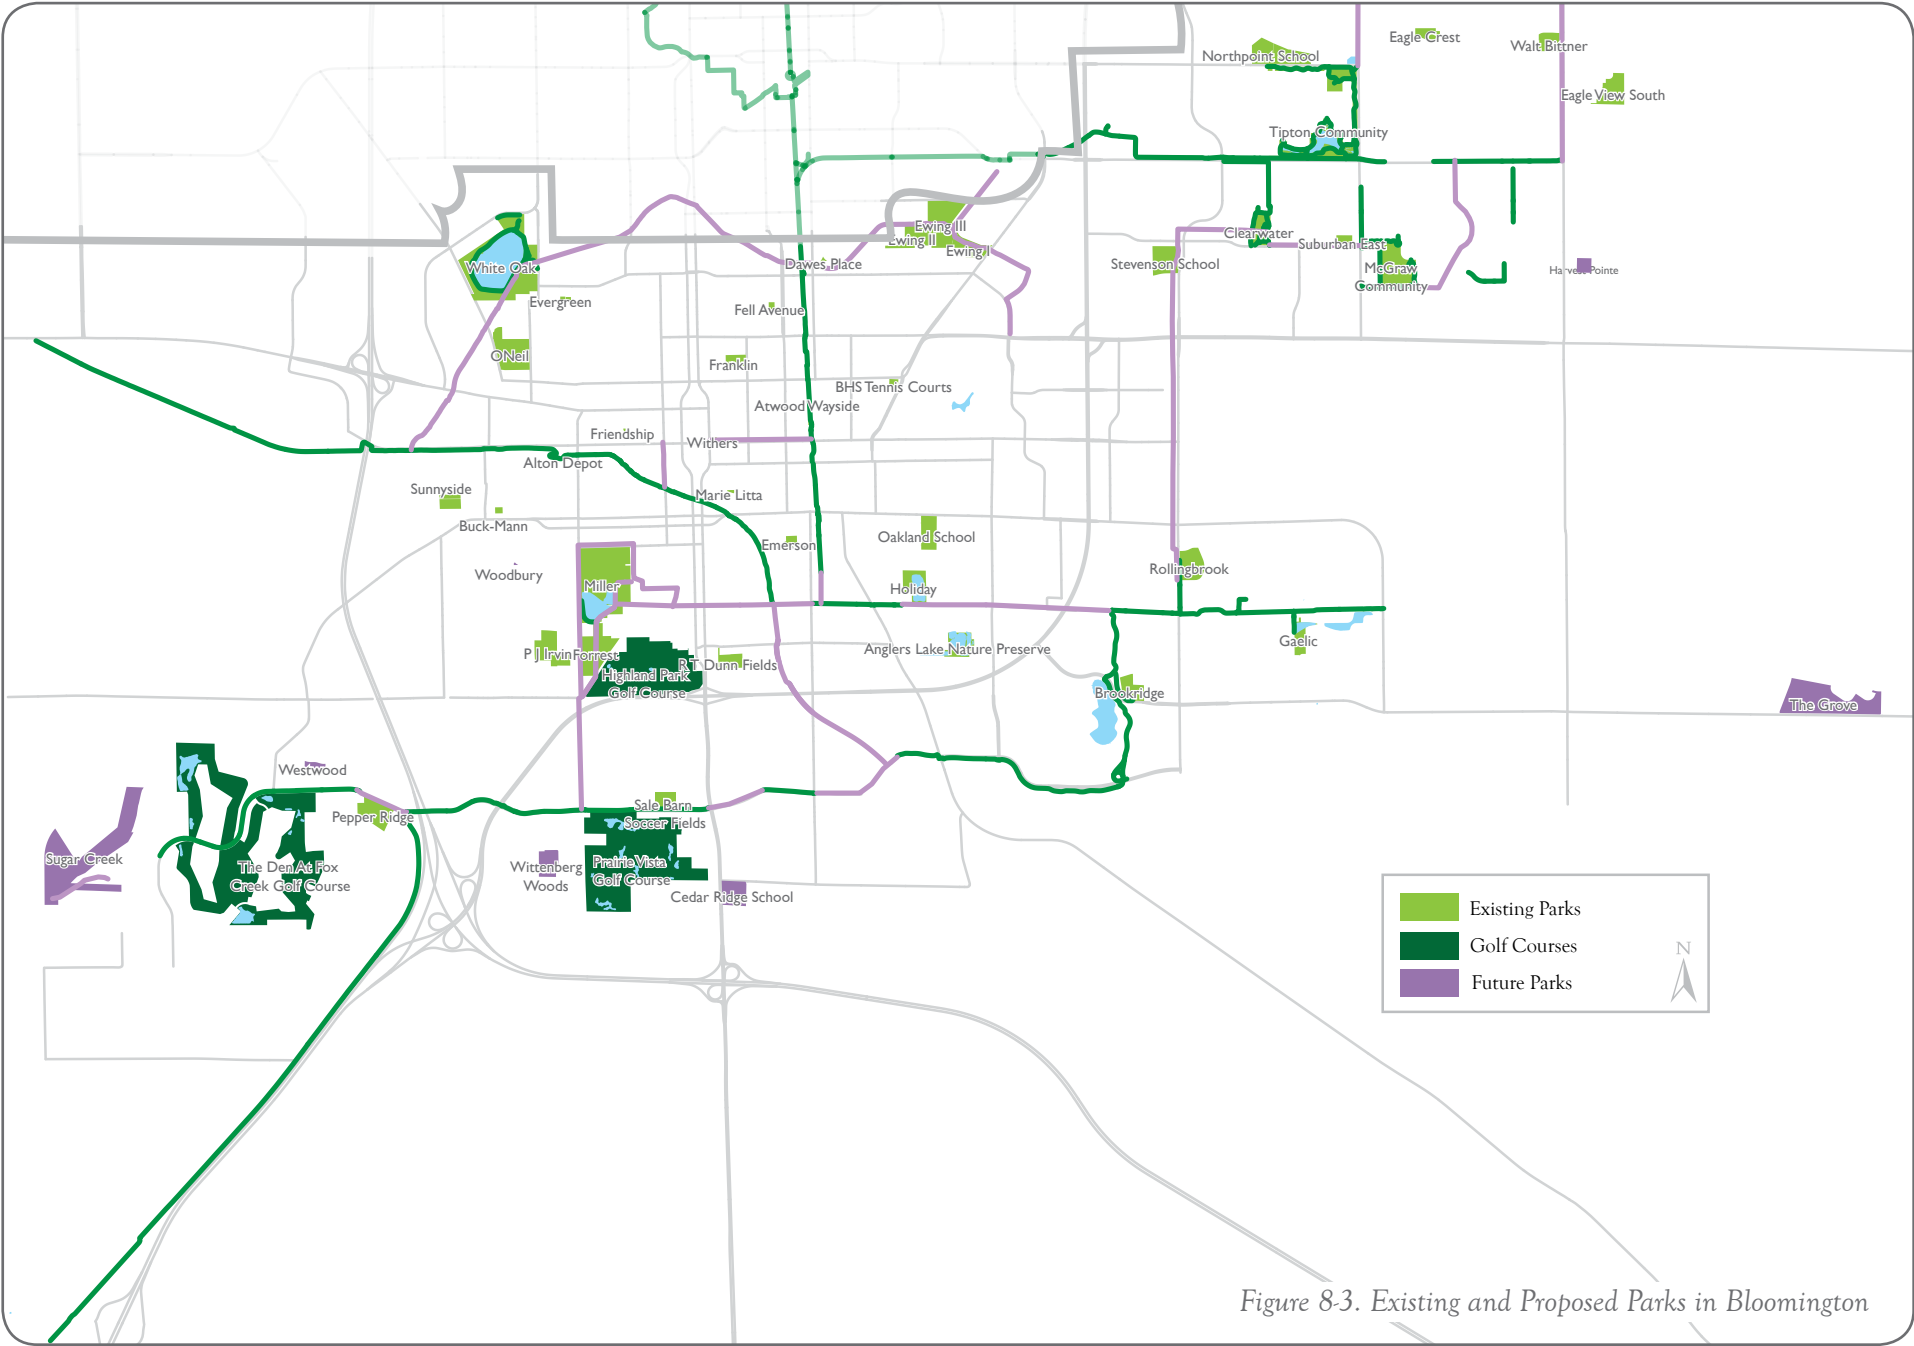 Eagle Crest
Walt Bittner
Northpoint School
Eagle View South
Tipton Community
Ewing III
Ewing II
Ewing I
Clearwater
Suburban East
Dawes Place
Stevenson School
White Oak
McGraw
Community
Harvest Pointe
Evergreen
Fell Avenue
ONeil
Franklin
BHS Tennis Courts
Atwood Wayside
Friendship
Withers
Alton Depot
Sunnyside
Marie Litta
Buck-Mann
Emerson
Oakland School
Woodbury
Miller
Holiday
Rollingbrook
P J Irvin
Forrest
R T Dunn Fields
Anglers Lake Nature Preserve
Gaelic
Highland Park
Golf Course
Brookridge
The Grove
Westwood
Pepper Ridge
Sale Barn
Soccer Fields
Sugar Creek
The Den At Fox
Creek Golf Course
Wittenberg
Woods
Prairie Vista
Golf Course
Cedar Ridge School
Existing Parks
Golf Courses
Future Parks
N
Figure 8-3. Existing and Proposed Parks in Bloomington